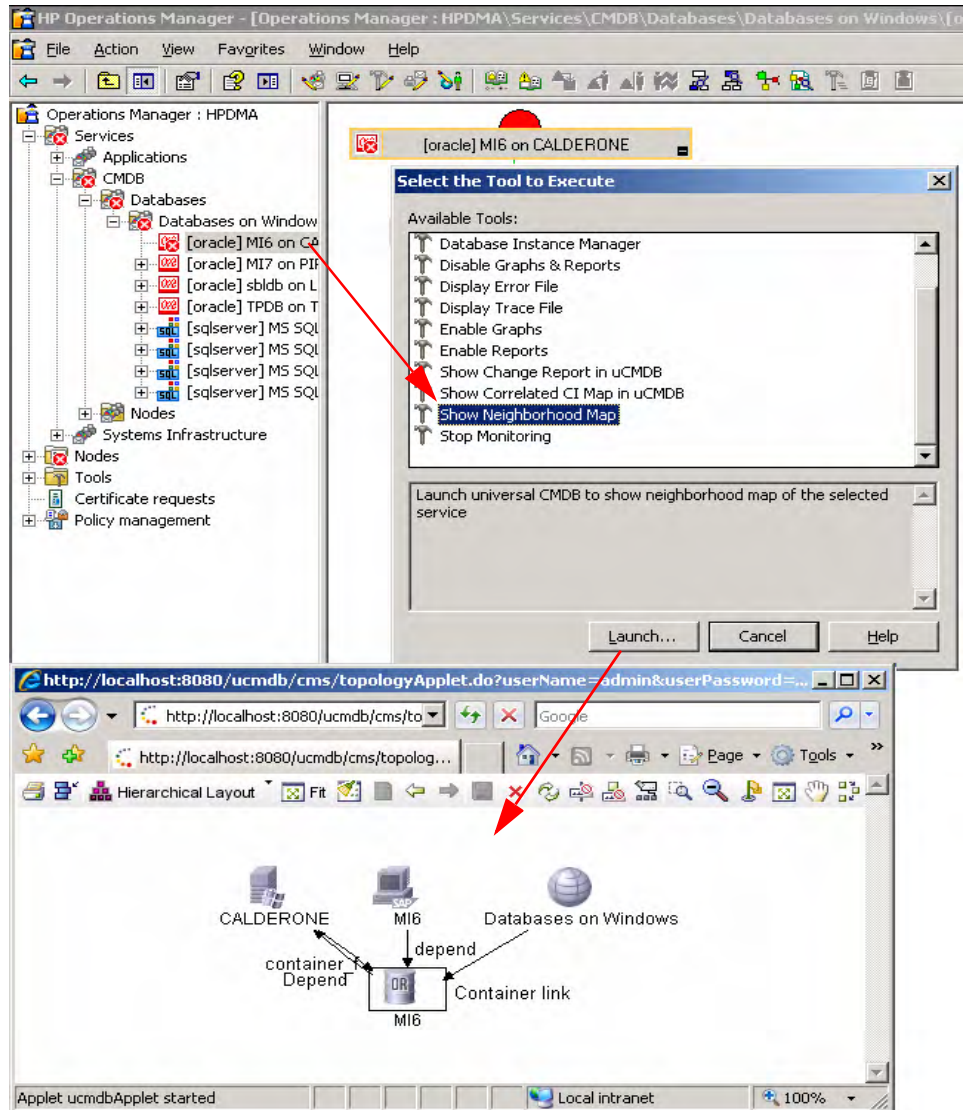 HP Operations Manager - [Operations Manager : HPDMA\Services\CMDB\Databases\Databases on Windows\[o
File Action View Favorites Window Help
Operations Manager : HPDMA
Services
Applications
CMDB
Databases
Databases on Window
[oracle] MI6 on CA
[oracle] MI7 on PIF
[oracle] sbldb on L
[oracle] TPDB on T
[sqlserver] MS SQL
[sqlserver] MS SQL
[sqlserver] MS SQL
[sqlserver] MS SQL
Nodes
Systems Infrastructure
Nodes
Tools
Certificate requests
Policy management
[oracle] MI6 on CALDERONE
Select the Tool to Execute
Available Tools:
Database Instance Manager
Disable Graphs & Reports
Display Error File
Display Trace File
Enable Graphs
Enable Reports
Show Change Report in uCMDB
Show Correlated CI Map in uCMDB
Show Neighborhood Map
Stop Monitoring
Launch universal CMDB to show neighborhood map of the selected
service
Launch... Cancel Help
http://localhost:8080/ucmdb/cms/topologyApplet.do?userName=admin&userPassword=...
http://localhost:8080/ucmdb/cms/to Google
http://localhost:8080/ucmdb/cms/topolog... Page Tools »
Hierarchical Layout Fit
SAP
CALDERONE MI6 Databases on Windows
depend
container_f
Depend
OR
Container link
MI6
Applet ucmdbApplet started Local intranet 100%